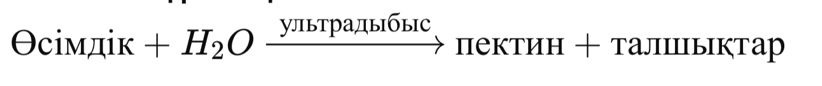 Өсімдік + H₂O —ультрадыбыс→ пектин + талшықтар